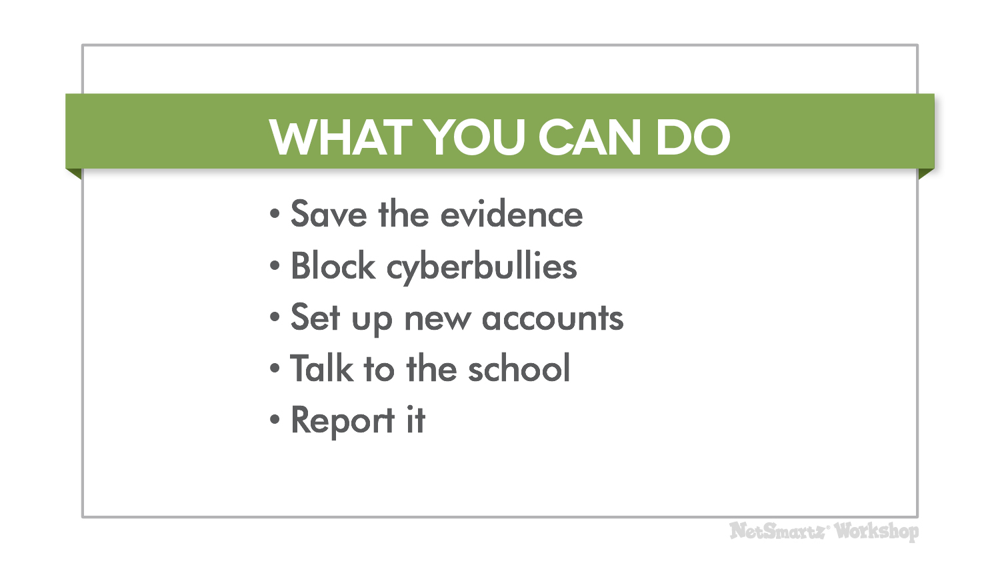 WHAT YOU CAN DO
• Save the evidence
• Block cyberbullies
• Set up new accounts
• Talk to the school
• Report it
NetSmartz® Workshop